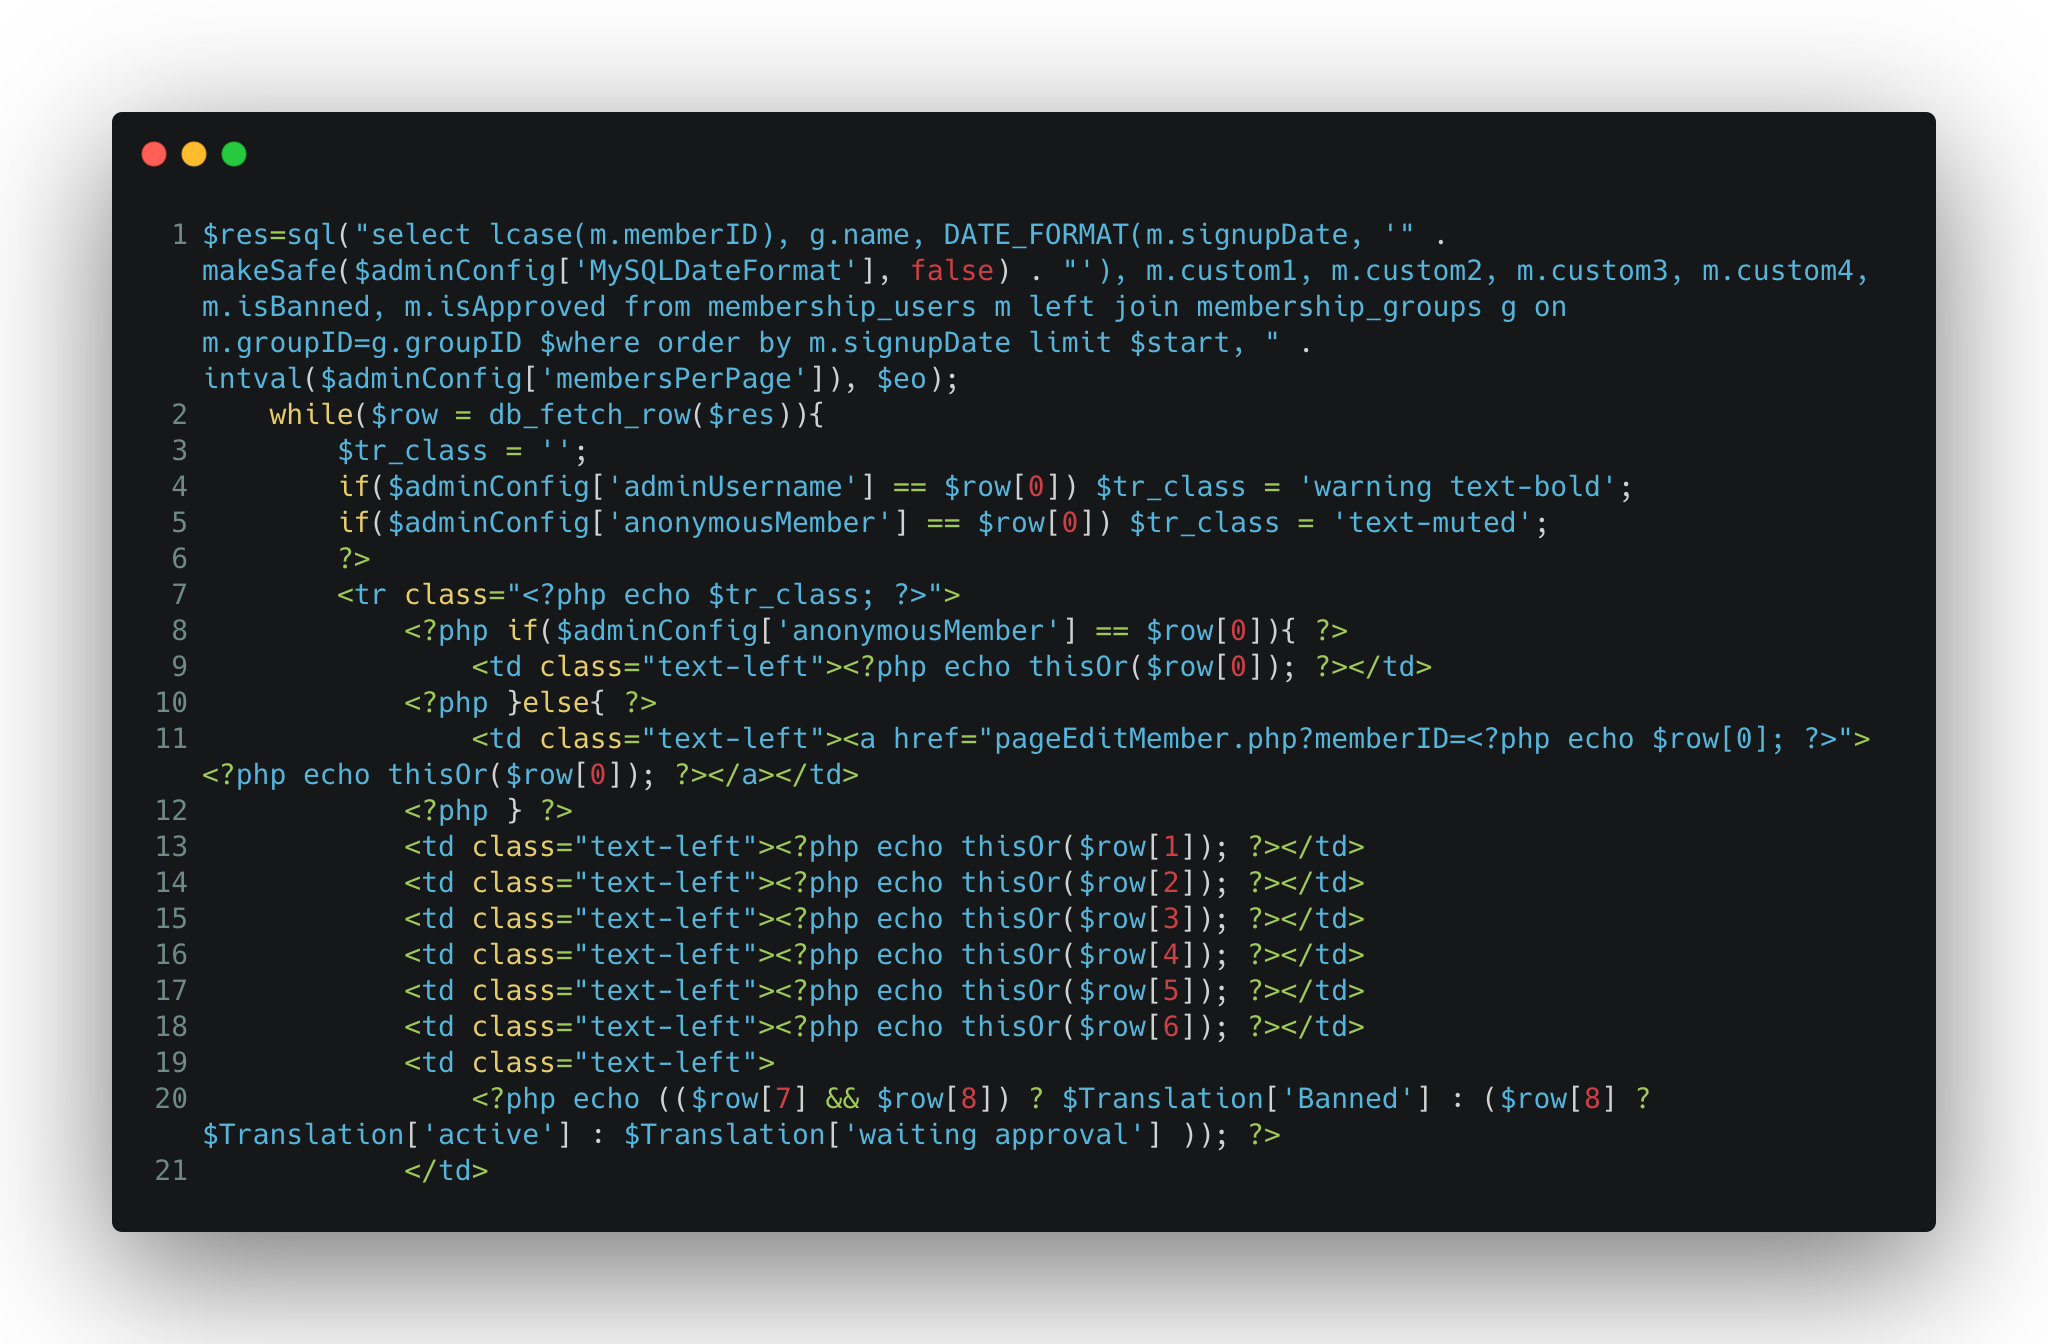 1 $res=sql("select lcase(m.memberID), g.name, DATE_FORMAT(m.signupDate, '" .
makeSafe($adminConfig['MySQLDateFormat'], false) . "'), m.custom1, m.custom2, m.custom3, m.custom4,
m.isBanned, m.isApproved from membership_users m left join membership_groups g on
m.groupID=g.groupID $where order by m.signupDate limit $start, " .
intval($adminConfig['membersPerPage']), $eo);
2     while($row = db_fetch_row($res)){
3         $tr_class = '';
4         if($adminConfig['adminUsername'] == $row[0]) $tr_class = 'warning text-bold';
5         if($adminConfig['anonymousMember'] == $row[0]) $tr_class = 'text-muted';
6         ?>
7         <tr class="<?php echo $tr_class; ?>">
8             <?php if($adminConfig['anonymousMember'] == $row[0]){ ?>
9                 <td class="text-left"><?php echo thisOr($row[0]); ?></td>
10             <?php }else{ ?>
11                 <td class="text-left"><a href="pageEditMember.php?memberID=<?php echo $row[0]; ?>">
<?php echo thisOr($row[0]); ?></a></td>
12             <?php } ?>
13             <td class="text-left"><?php echo thisOr($row[1]); ?></td>
14             <td class="text-left"><?php echo thisOr($row[2]); ?></td>
15             <td class="text-left"><?php echo thisOr($row[3]); ?></td>
16             <td class="text-left"><?php echo thisOr($row[4]); ?></td>
17             <td class="text-left"><?php echo thisOr($row[5]); ?></td>
18             <td class="text-left"><?php echo thisOr($row[6]); ?></td>
19             <td class="text-left">
20                 <?php echo (($row[7] && $row[8]) ? $Translation['Banned'] : ($row[8] ?
$Translation['active'] : $Translation['waiting approval'] )); ?>
21             </td>